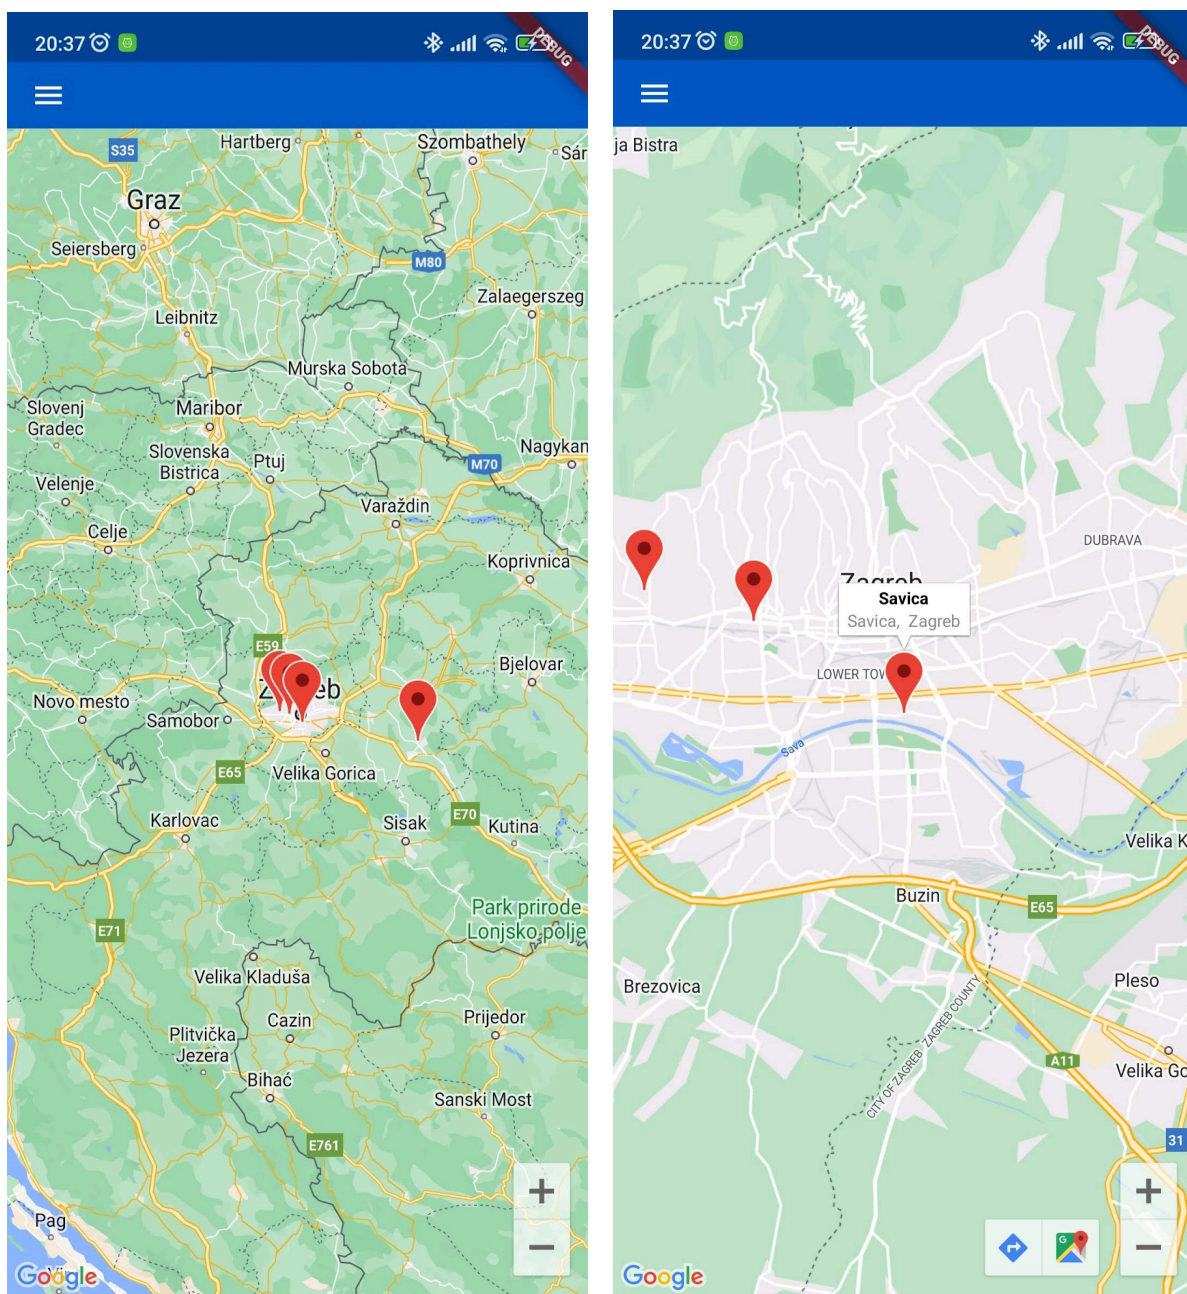 20:37
DEBUG
S35
Hartberg
Szombathely
Sár
Graz
Seiersberg
M80
Zalaegerszeg
Leibnitz
Murska Sobota
Slovenj
Gradec
Maribor
Slovenska
Bistrica
Ptuj
Nagykan
M70
Velenje
Varaždin
Celje
Koprivnica
E59
Bjelovar
Novo mesto
Samobor
Zagreb
E65
Velika Gorica
Karlovac
Sisak
E70
Kutina
Park prirode
Lonjsko polje
E71
Velika Kladuša
Plitvička
Jezera
Cazin
Prijedor
Bihać
Sanski Most
E761
Pag
Google
20:37
DEBUG
ja Bistra
DUBRAVA
Zagreb
Savica
Savica, Zagreb
LOWER TOW
Sava
Velika K
Buzin
E65
Brezovica
Pleso
CITY OF ZAGREB
ZAGREB COUNTY
A11
Velika Go
31
Google